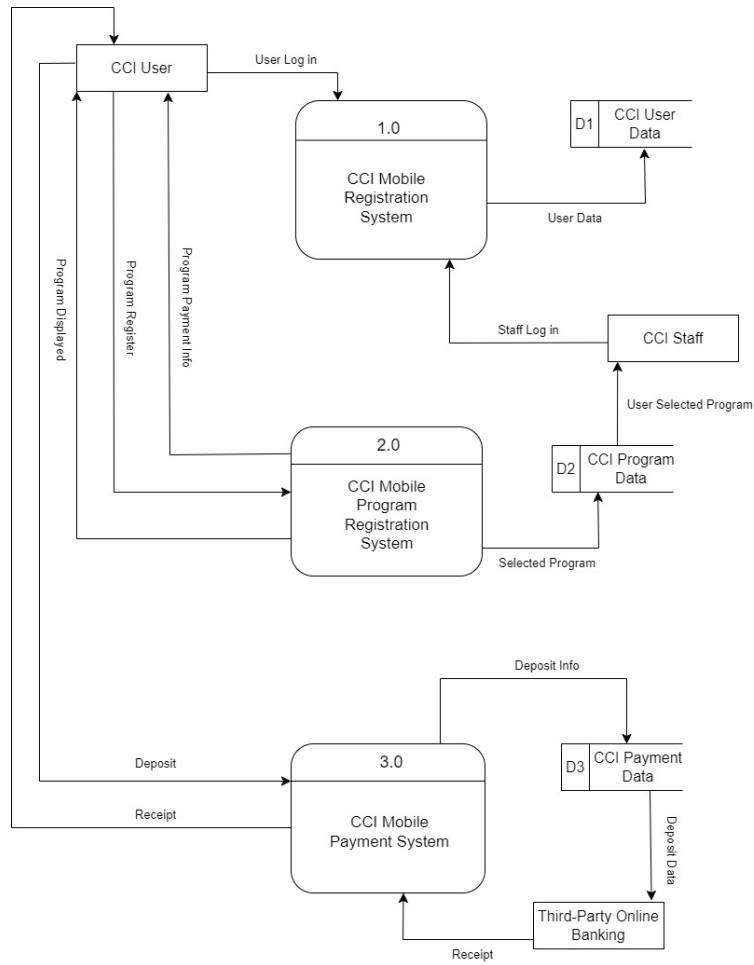 CCI User
User Log in
1.0
CCI Mobile
Registration
System
D1
CCI User
Data
User Data
Program Displayed
Program Register
Program Payment Info
Staff Log in
CCI Staff
User Selected Program
2.0
CCI Mobile
Program
Registration
System
D2
CCI Program
Data
Selected Program
Deposit Info
3.0
CCI Mobile
Payment System
D3
CCI Payment
Data
Deposit
Receipt
Deposit Data
Third-Party Online
Banking
Receipt